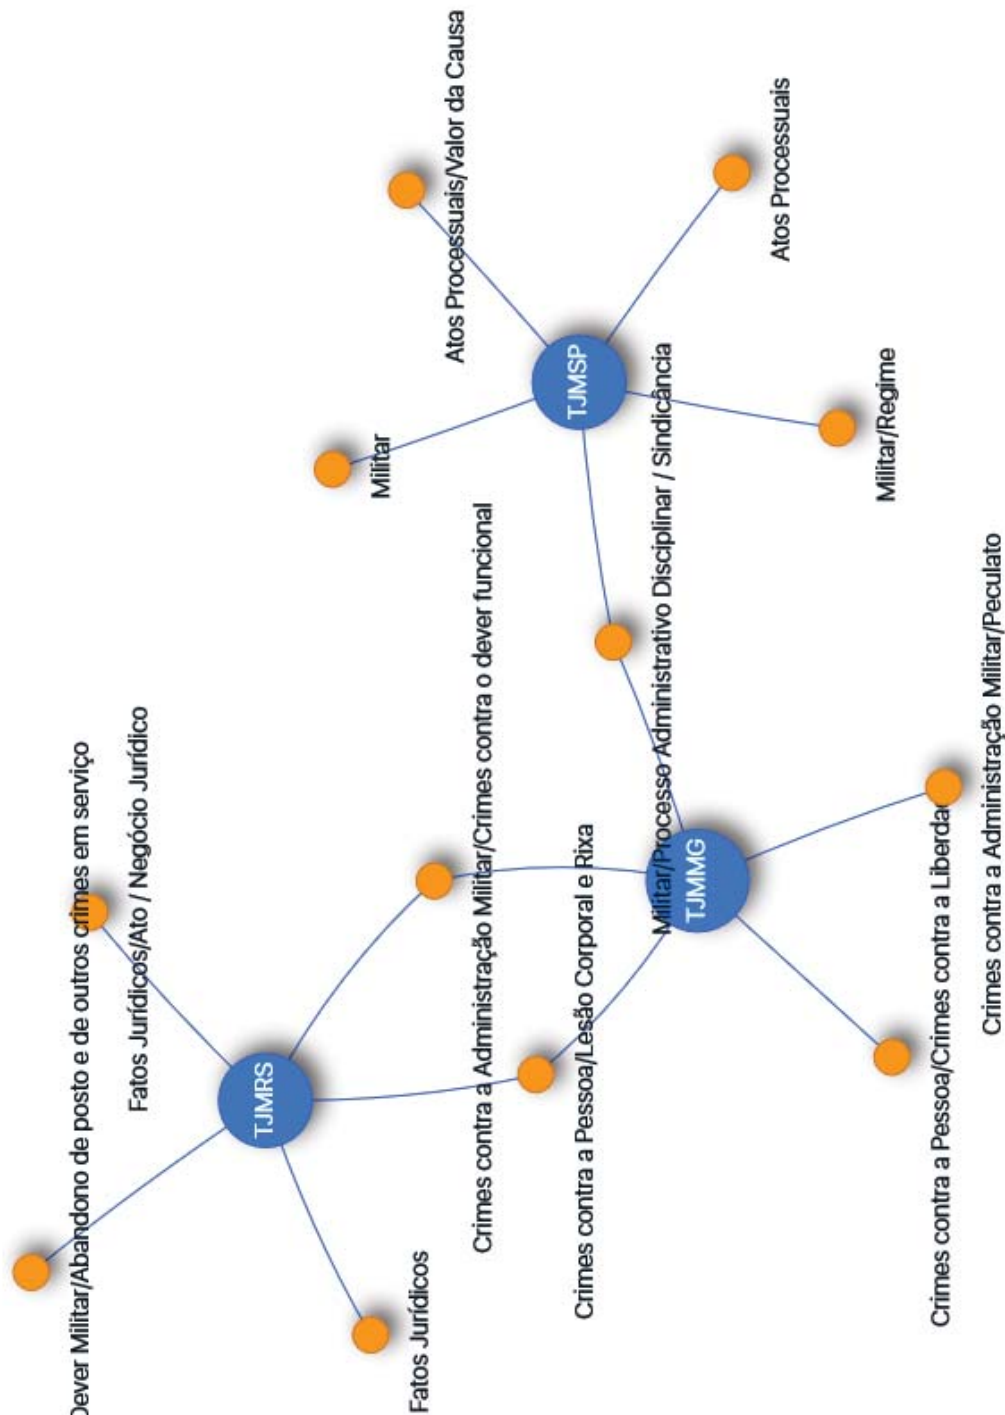 Dever Militar/Abandono de posto e de outros crimes em serviço
Fatos Jurídicos/Ato / Negócio Jurídico
TJMRS
Militar
Fatos Jurídicos
Atos Processuais/Valor da Causa
Crimes contra a Administração Militar/Crimes contra o dever funcional
TJMSP
Crimes contra a Pessoa/Lesão Corporal e Rixa
Militar/Processo Administrativo Disciplinar / Sindicância
TJMMG
Atos Processuais
Militar/Regime
Crimes contra a Pessoa/Crimes contra a Liberdade
Crimes contra a Administração Militar/Peculato